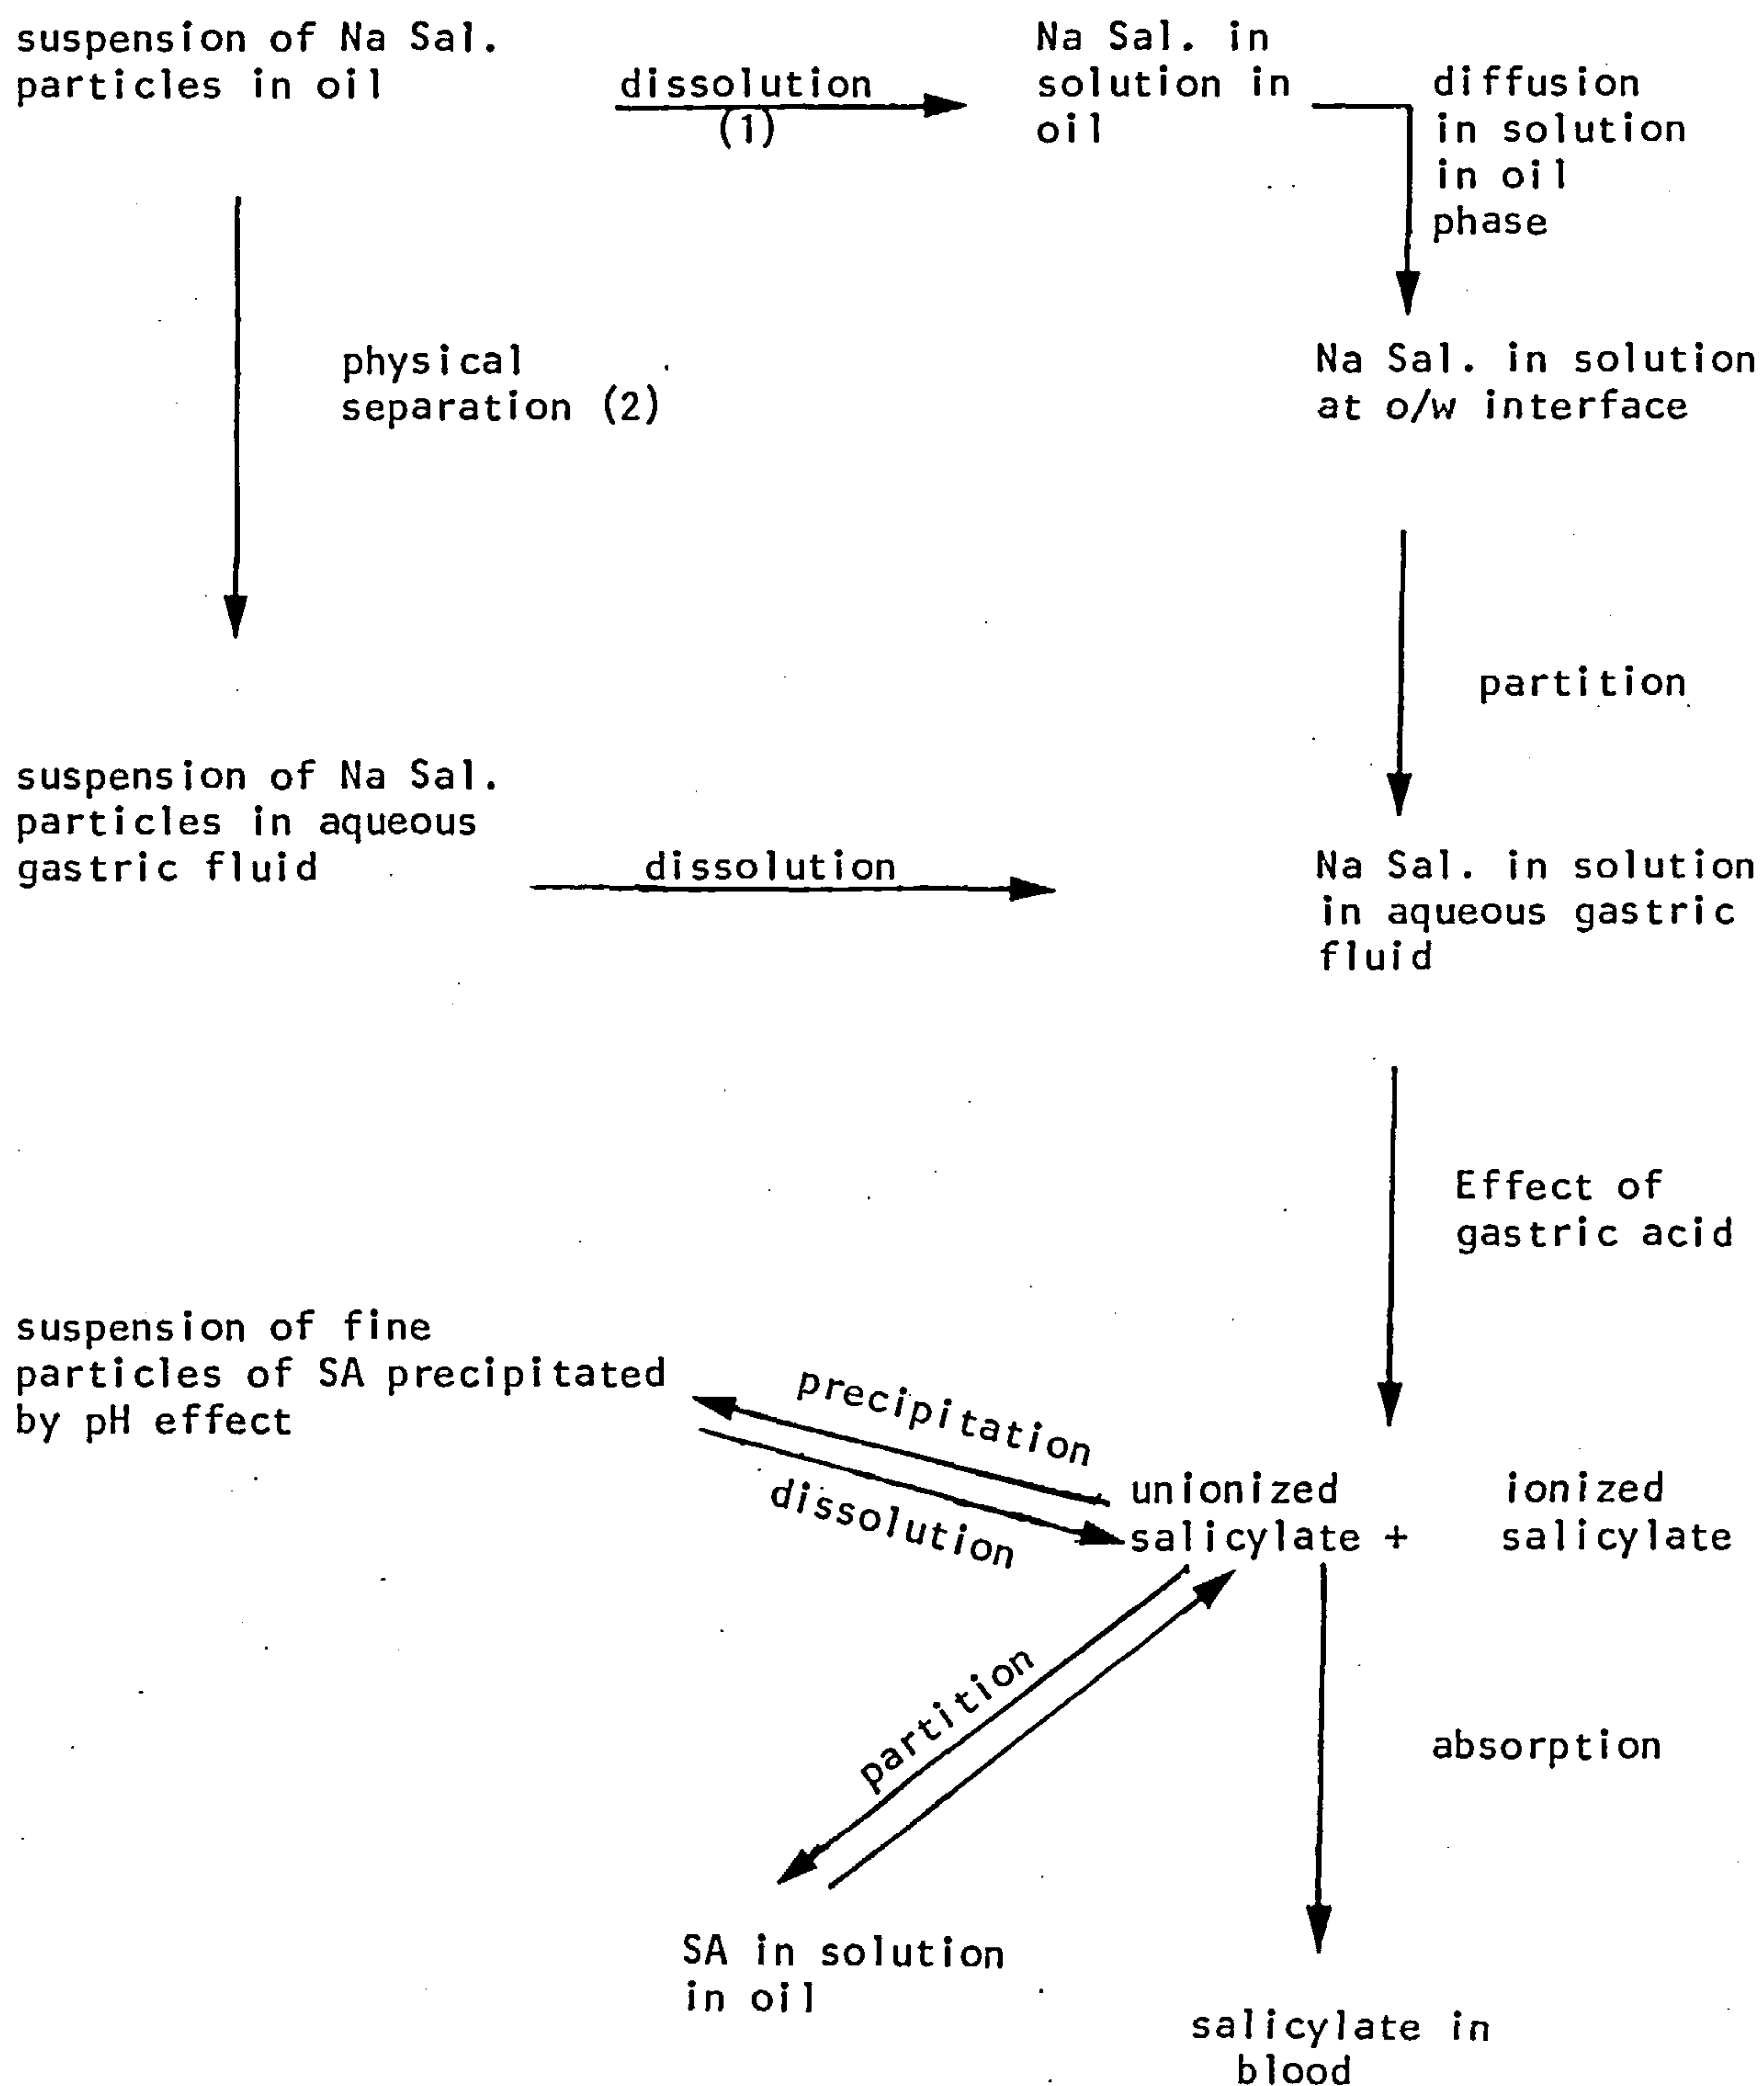 suspension of Na Sal.
particles in oil
dissolution
(1)
Na Sal. in
solution in
oil
diffusion
in solution
in oil
phase
physical
separation (2)
Na Sal. in solution
at o/w interface
partition
suspension of Na Sal.
particles in aqueous
gastric fluid
dissolution
Na Sal. in solution
in aqueous gastric
fluid
Effect of
gastric acid
suspension of fine
particles of SA precipitated
by pH effect
precipitation
dissolution
unionized
salicylate +
ionized
salicylate
partition
absorption
SA in solution
in oil
salicylate in
blood